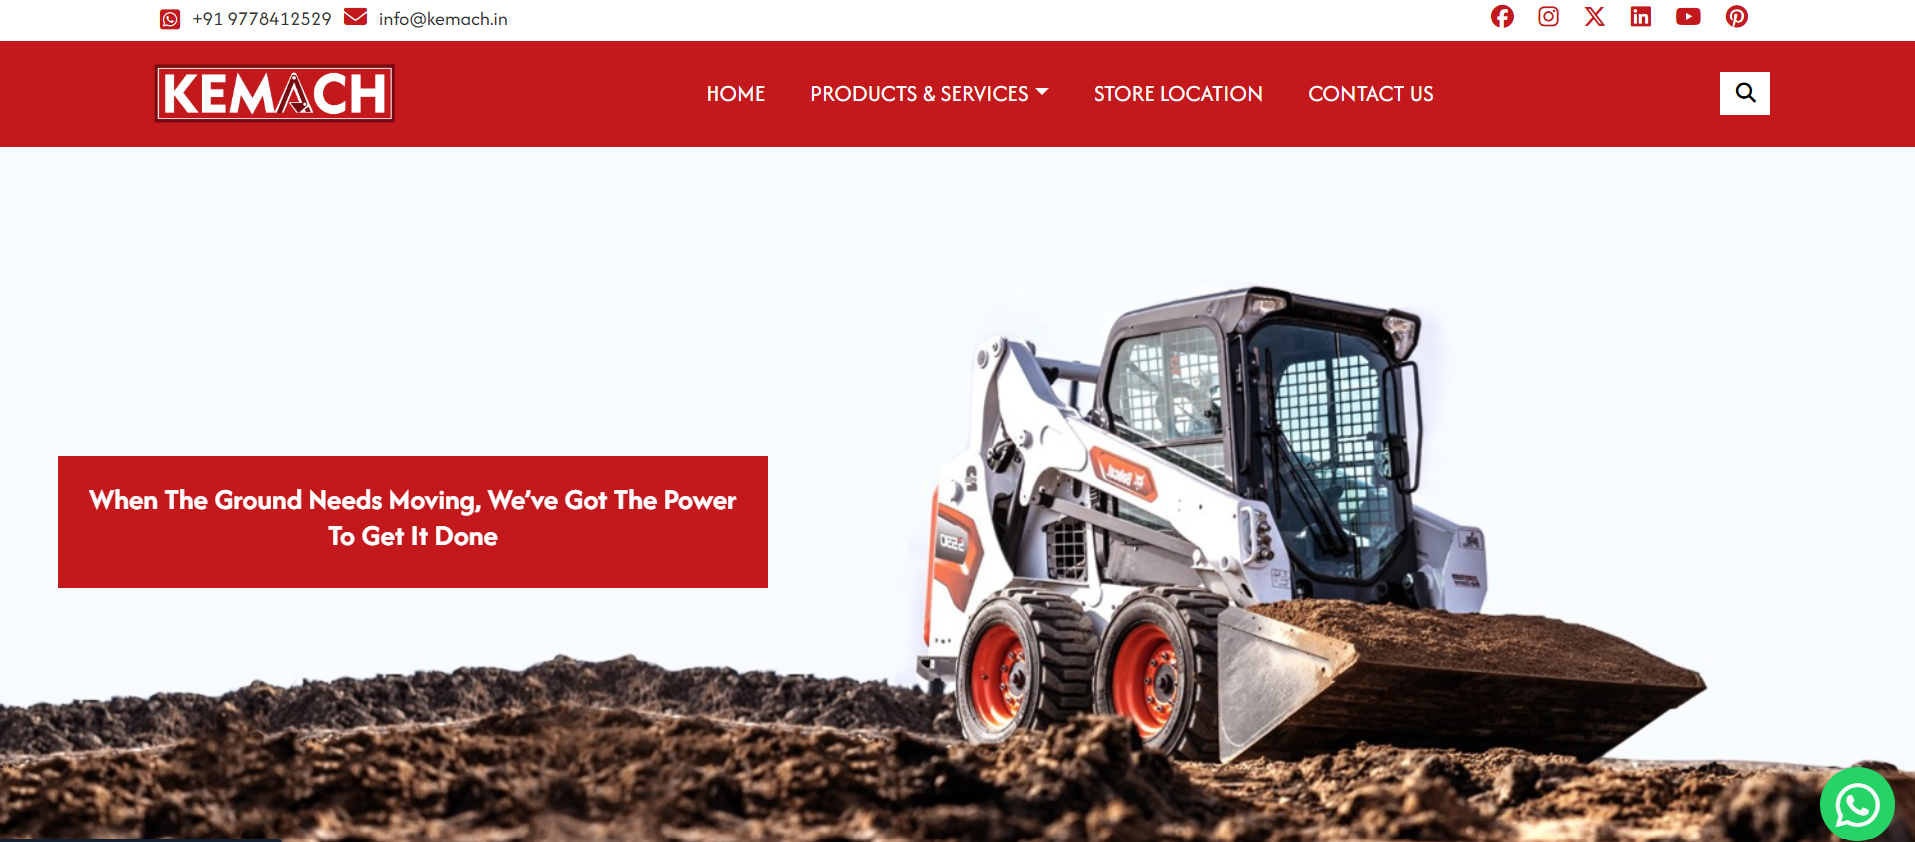 +91 9778412529 info@kemach.in
KEMACH
HOME PRODUCTS & SERVICES STORE LOCATION CONTACT US
When The Ground Needs Moving, We've Got The Power
To Get It Done
Bobcat
S 590